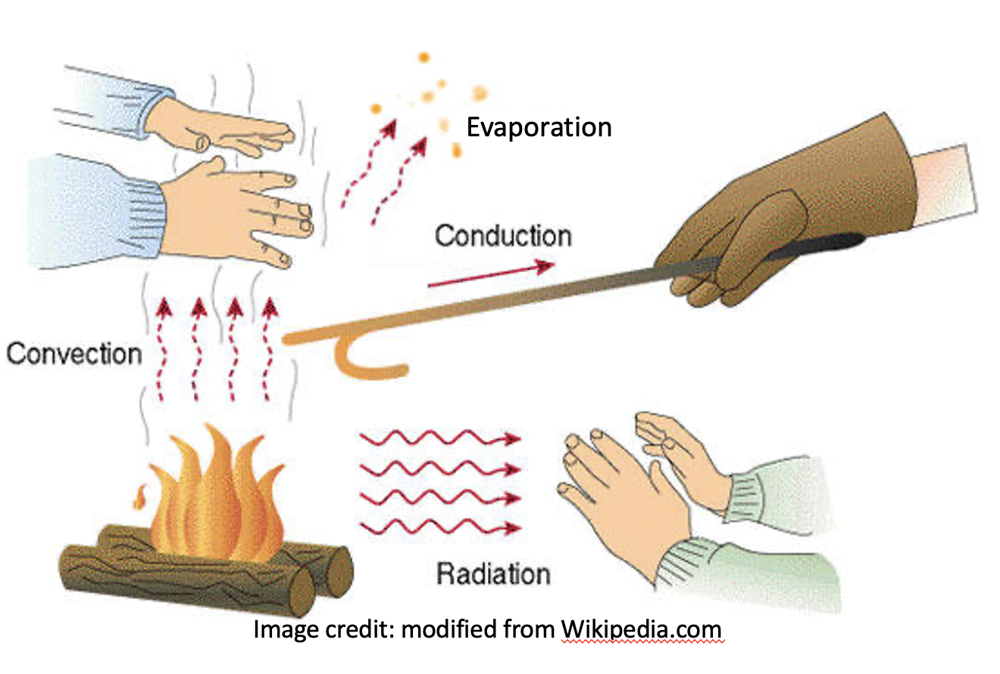 Evaporation
Conduction
Convection
Radiation
Image credit: modified from Wikipedia.com